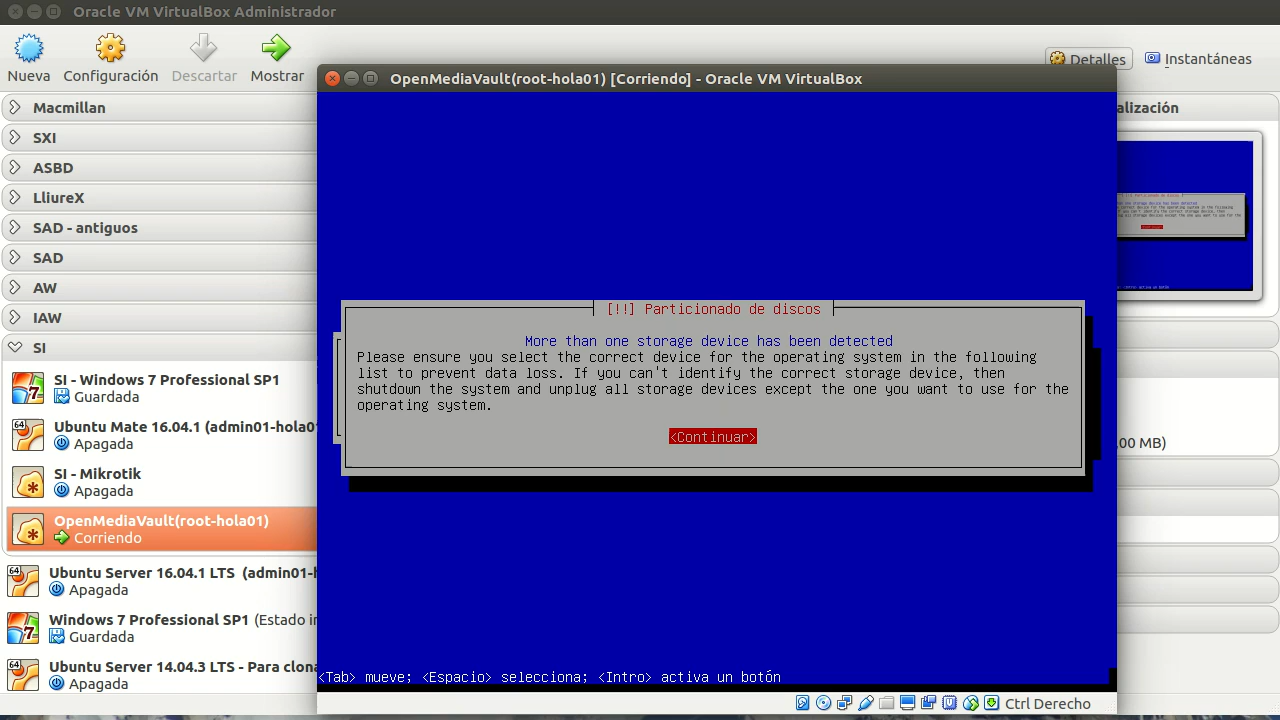 Oracle VM VirtualBox Administrador
Nueva
Configuración
Descartar
Mostrar
Detalles
Instantáneas
Macmillan
SXI
ASBD
LliureX
SAD - antiguos
SAD
AW
IAW
SI
SI - Windows 7 Professional SP1
Guardada
Ubuntu Mate 16.04.1 (admin01-hola01
Apagada
SI - Mikrotik
Apagada
OpenMediaVault(root-hola01)
Corriendo
Ubuntu Server 16.04.1 LTS (admin01-
Apagada
Windows 7 Professional SP1 (Estado
Guardada
Ubuntu Server 14.04.3 LTS - Para clona
Apagada
OpenMediaVault(root-hola01) [Corriendo] - Oracle VM VirtualBox
[!!] Particionado de discos
More than one storage device has been detected
Please ensure you select the correct device for the operating system in the following
list to prevent data loss. If you can't identify the correct storage device, then
shutdown the system and unplug all storage devices except the one you want to use for the
operating system.
<Continuar>
<Tab> mueve; <Espacio> selecciona; <Intro> activa un botón
Ctrl Derecho
alización
,00 MB)